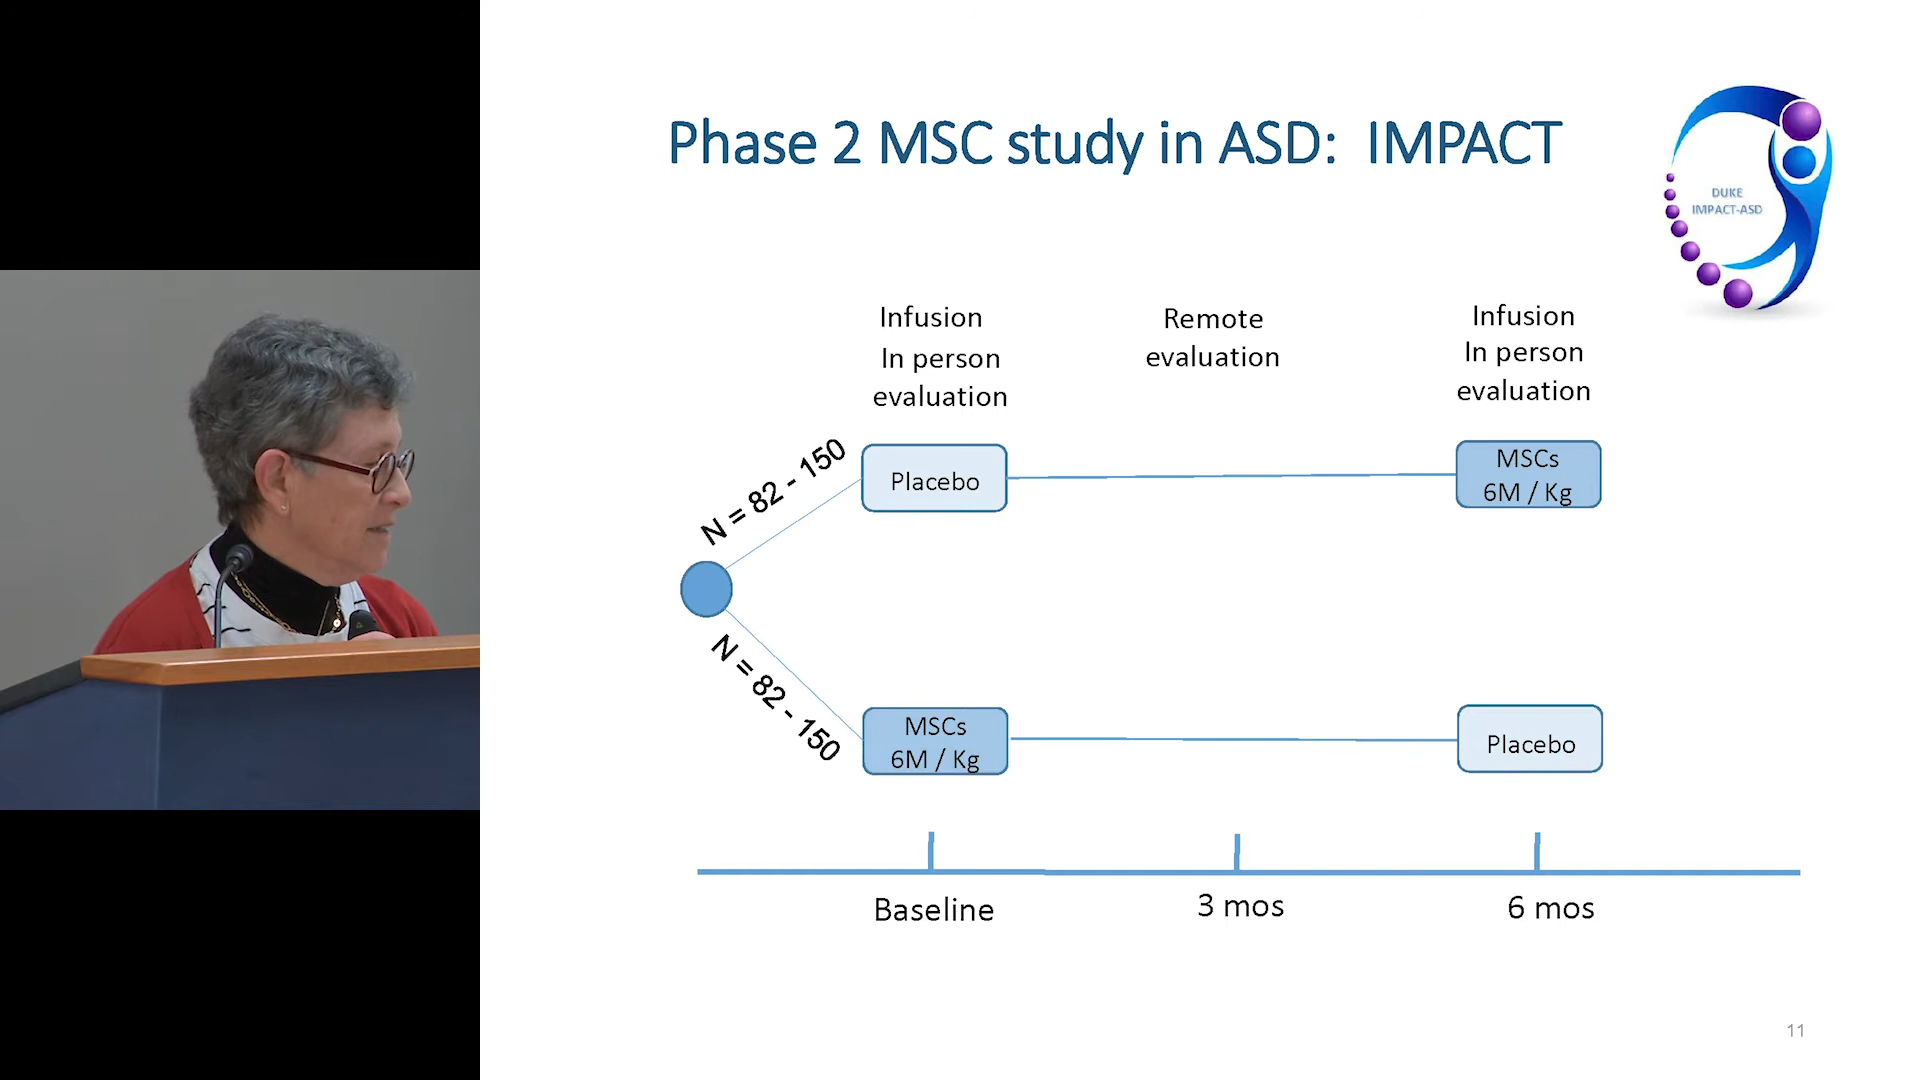 Phase 2 MSC study in ASD: IMPACT
DUKE
IMPACT-ASD
Infusion
In person
evaluation
Remote
evaluation
Infusion
In person
evaluation
N = 82 - 150
Placebo
MSCs
6M / Kg
N = 82 - 150
MSCs
6M / Kg
Placebo
Baseline
3 mos
6 mos
11